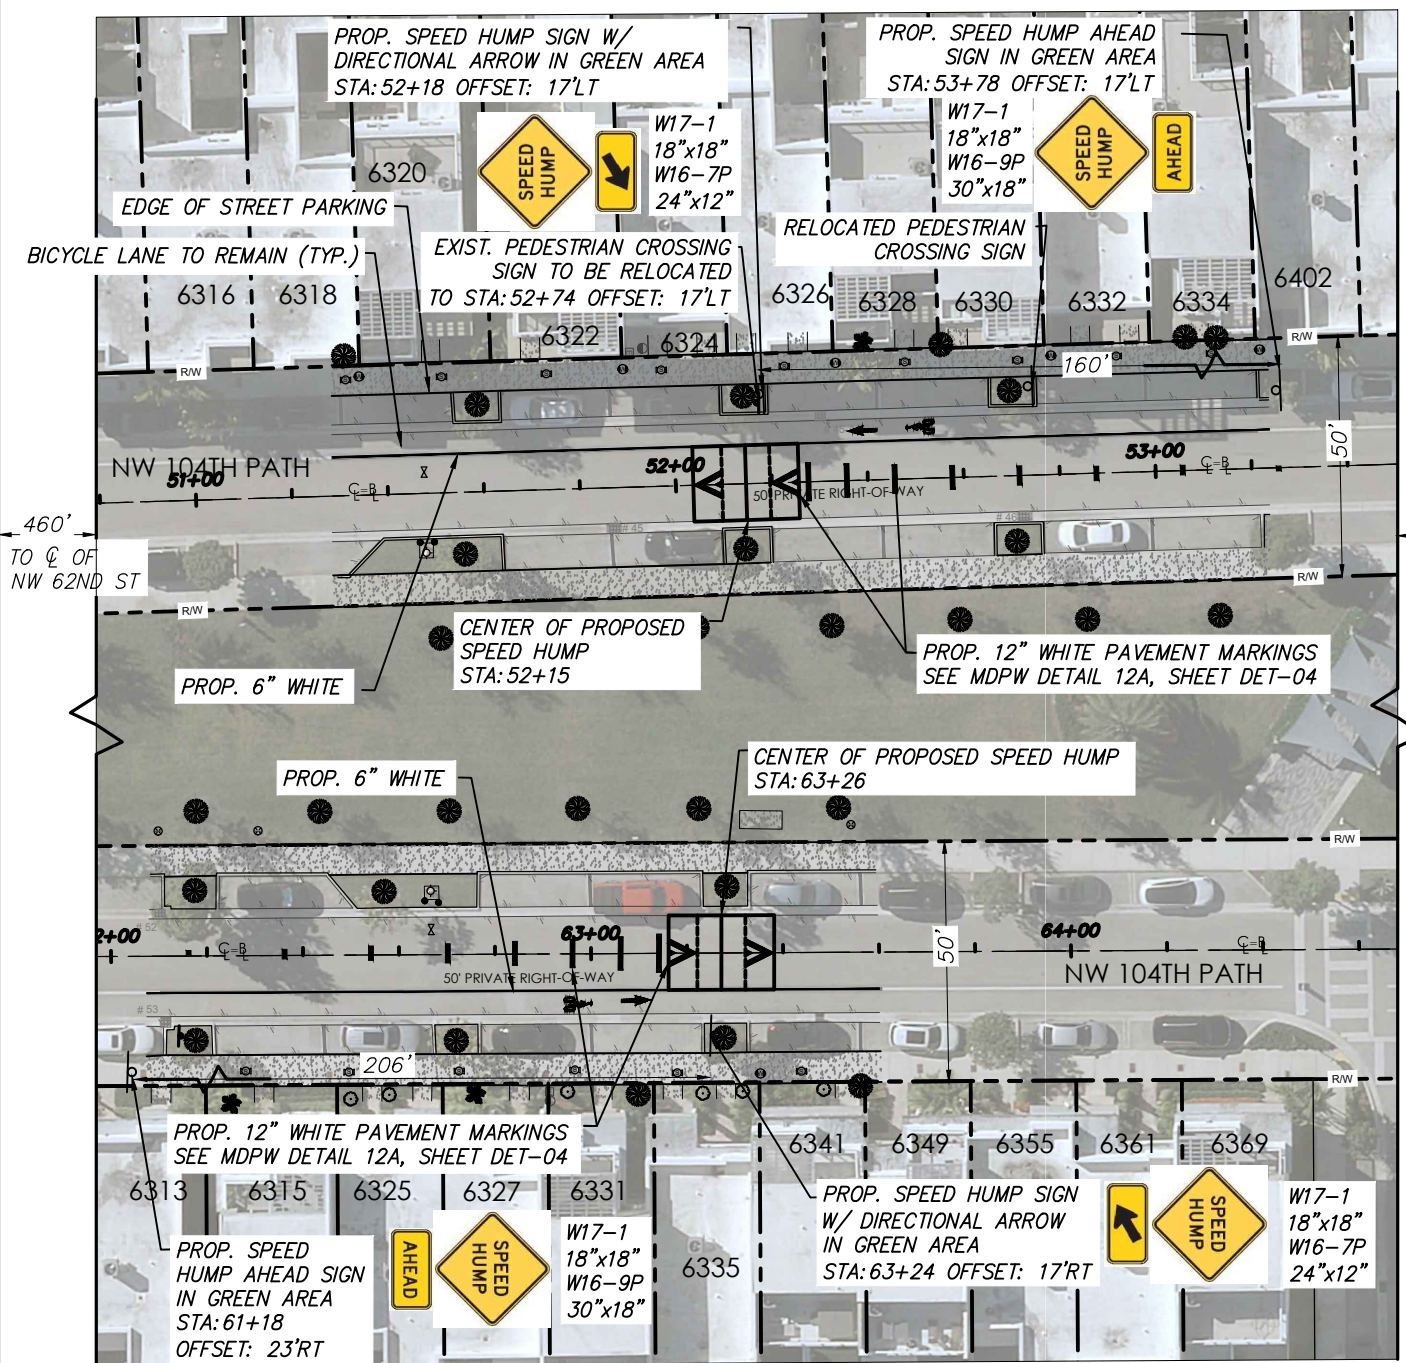 PROP. SPEED HUMP SIGN W/
DIRECTIONAL ARROW IN GREEN AREA
STA: 52+18 OFFSET: 17'LT
PROP. SPEED HUMP AHEAD
SIGN IN GREEN AREA
STA: 53+78 OFFSET: 17'LT
SPEED
HUMP
W17-1
18"x18"
W16-7P
24"x12"
W17-1
18"x18"
W16-9P
30"x18"
SPEED
HUMP
AHEAD
6320
EDGE OF STREET PARKING
BICYCLE LANE TO REMAIN (TYP.)
EXIST. PEDESTRIAN CROSSING
SIGN TO BE RELOCATED
TO STA: 52+74 OFFSET: 17'LT
RELOCATED PEDESTRIAN
CROSSING SIGN
6316
6318
6322
6324
6326
6328
6330
6332
6334
6402
R/W
R/W
160'
50'
NW 104TH PATH
51+00
52+00
53+00
C=B
L L
C=B
L L
50' PRIVATE RIGHT-OF-WAY
# 45
# 46
460'
TO CL OF
NW 62ND ST
R/W
R/W
CENTER OF PROPOSED
SPEED HUMP
STA: 52+15
PROP. 12" WHITE PAVEMENT MARKINGS
SEE MDPW DETAIL 12A, SHEET DET-04
PROP. 6" WHITE
PROP. 6" WHITE
CENTER OF PROPOSED SPEED HUMP
STA: 63+26
R/W
# 52
2+00
63+00
64+00
C=B
L L
C=B
L L
50' PRIVATE RIGHT-OF-WAY
50'
NW 104TH PATH
# 53
206'
R/W
PROP. 12" WHITE PAVEMENT MARKINGS
SEE MDPW DETAIL 12A, SHEET DET-04
6341
6349
6355
6361
6369
6313
6315
6325
6327
6331
6335
PROP. SPEED
HUMP AHEAD SIGN
IN GREEN AREA
STA: 61+18
OFFSET: 23'RT
AHEAD
SPEED
HUMP
W17-1
18"x18"
W16-9P
30"x18"
PROP. SPEED HUMP SIGN
W/ DIRECTIONAL ARROW
IN GREEN AREA
STA: 63+24 OFFSET: 17'RT
SPEED
HUMP
W17-1
18"x18"
W16-7P
24"x12"